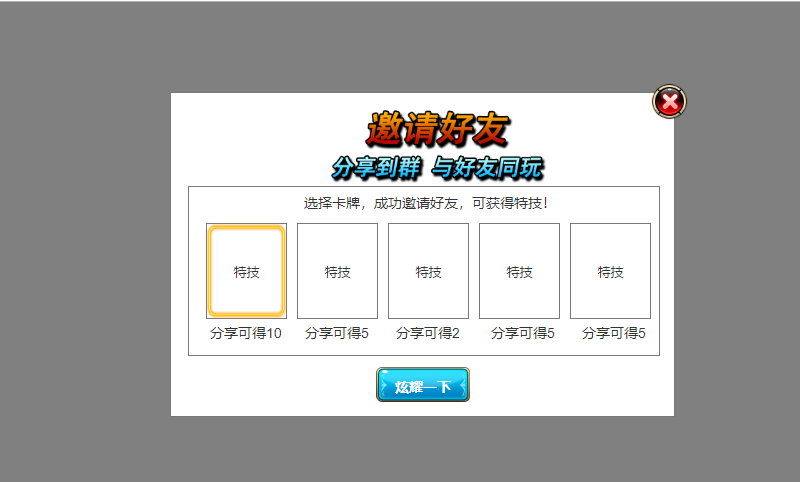 邀请好友
分享到群 与好友同玩
选择卡牌，成功邀请好友，可获得特技！
特技 特技 特技 特技 特技
分享可得10 分享可得5 分享可得2 分享可得5 分享可得5
炫耀一下